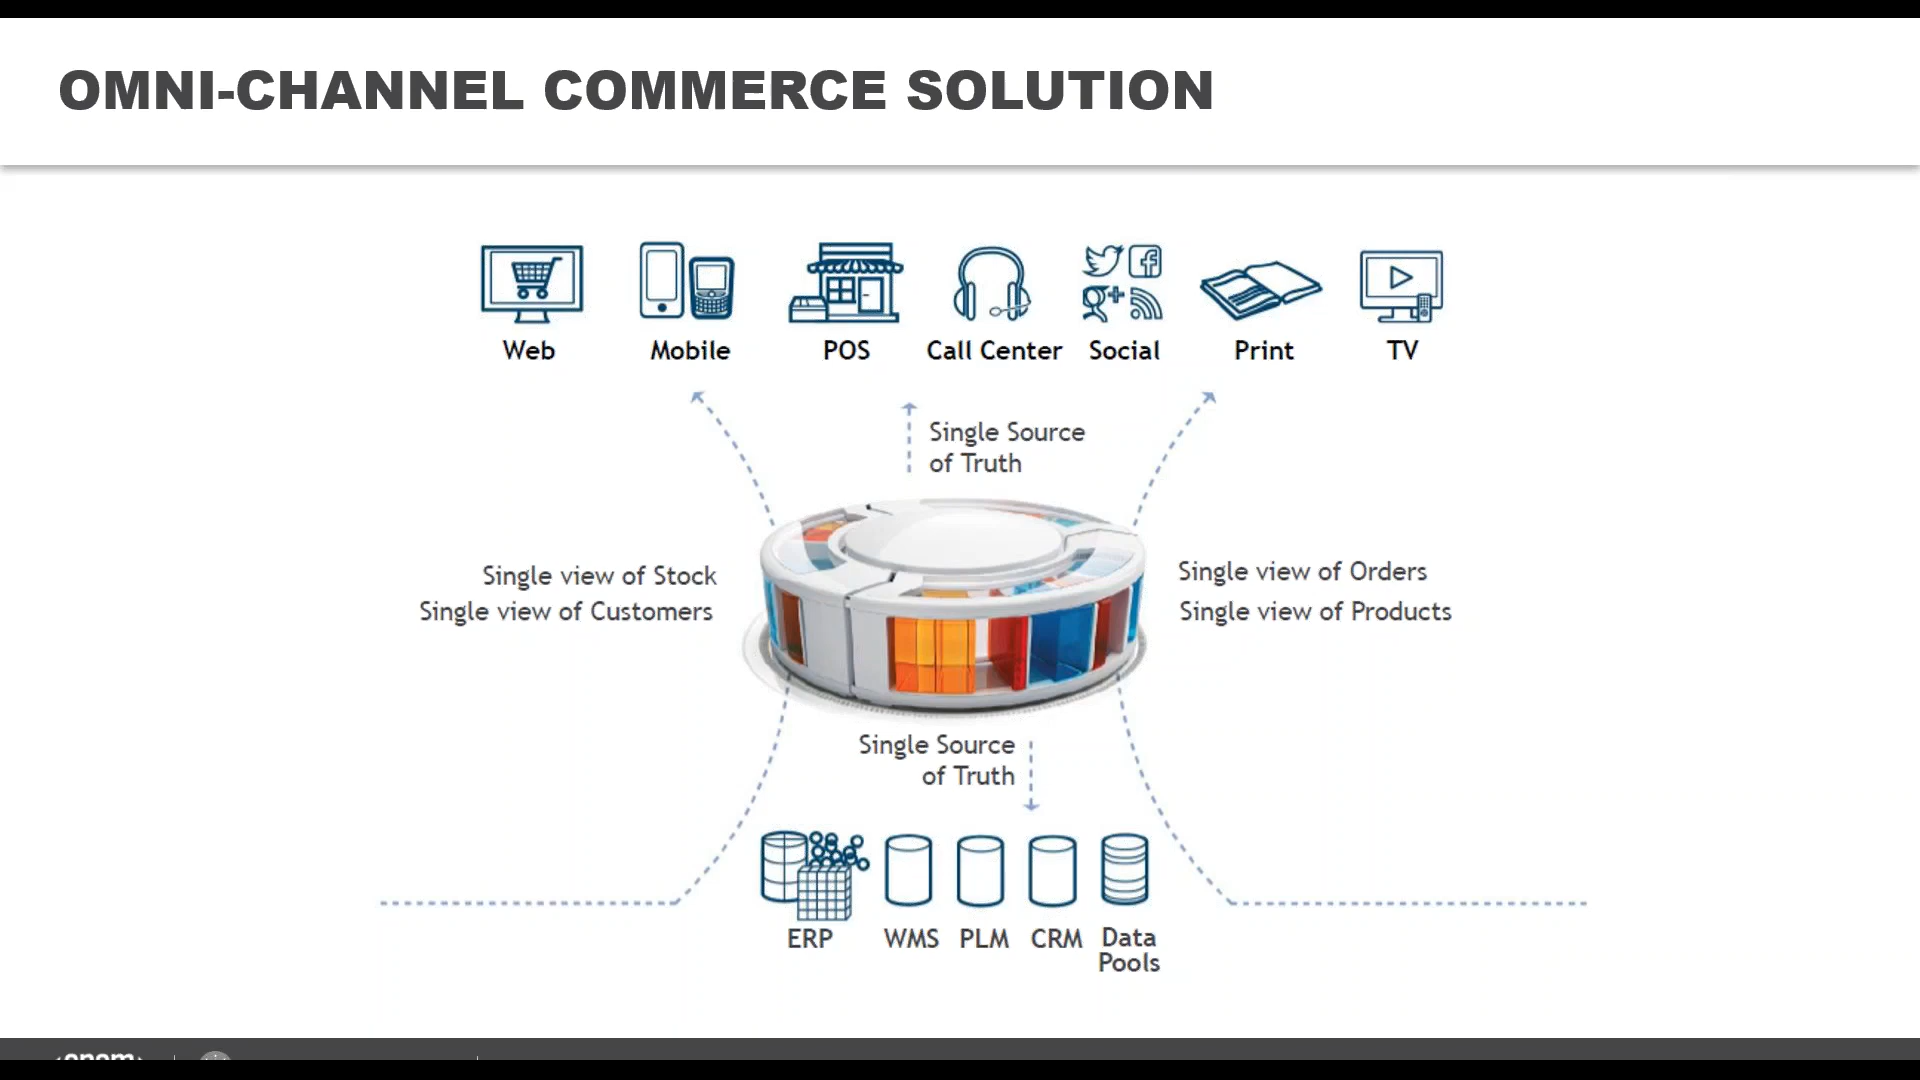 OMNI-CHANNEL COMMERCE SOLUTION
Web Mobile POS Call Center Social Print TV
Single Source
of Truth
Single view of Stock
Single view of Customers
Single view of Orders
Single view of Products
Single Source
of Truth
ERP WMS PLM CRM Data
Pools